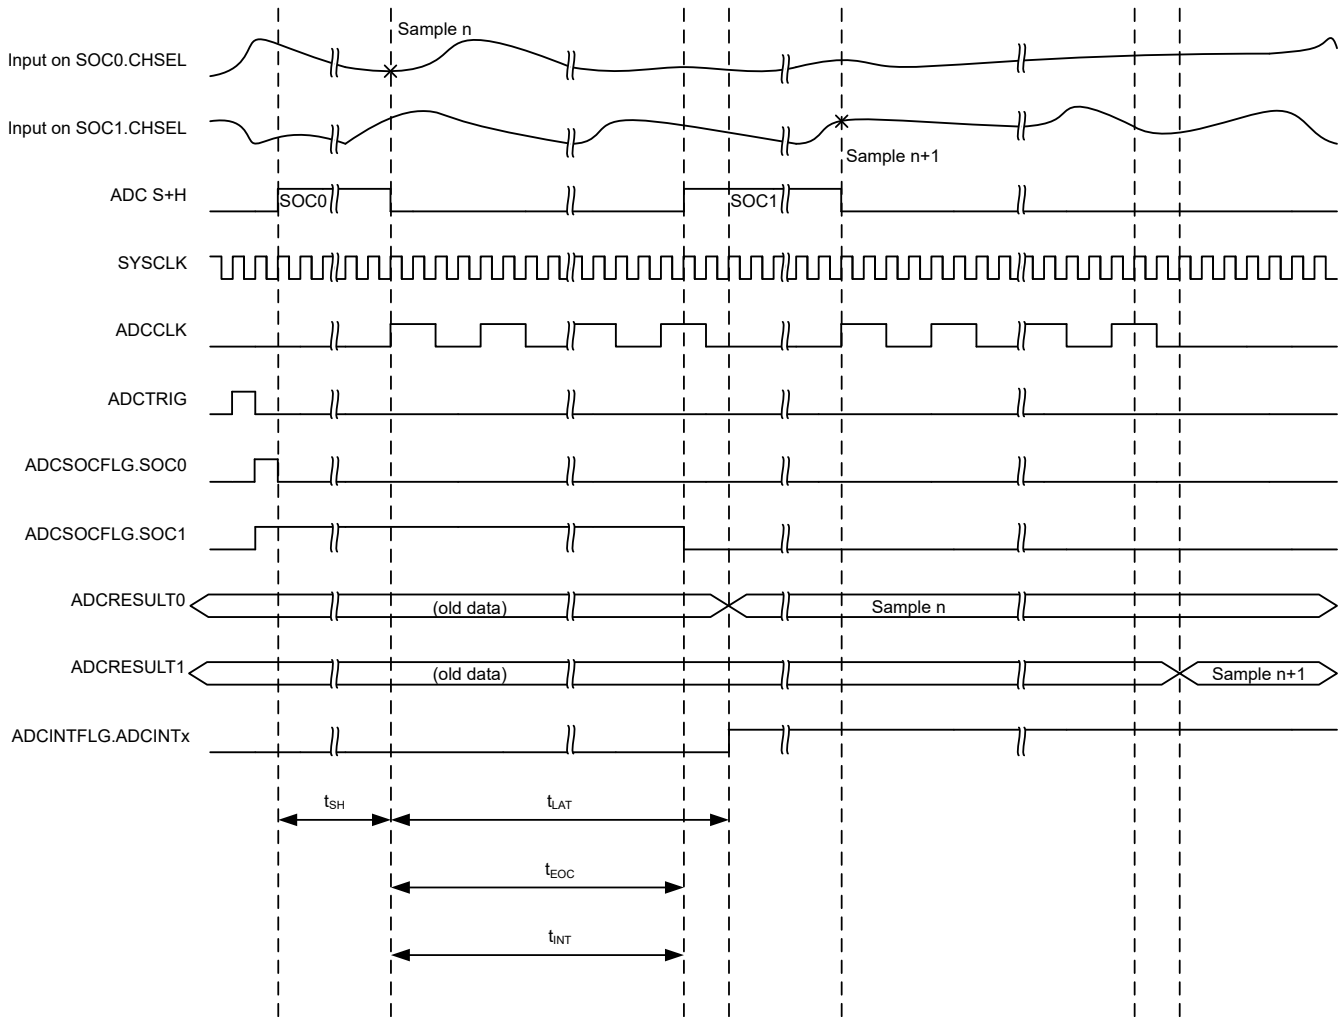 Sample n
Input on SOC0.CHSEL
Input on SOC1.CHSEL
Sample n+1
ADC S+H
SOC0
SOC1
SYSCLK
ADCCLK
ADCTRIG
ADCSOCFLG.SOC0
ADCSOCFLG.SOC1
ADCRESULT0
(old data)
Sample n
ADCRESULT1
(old data)
Sample n+1
ADCINTFLG.ADCINTx
tSH
tLAT
tEOC
tINT